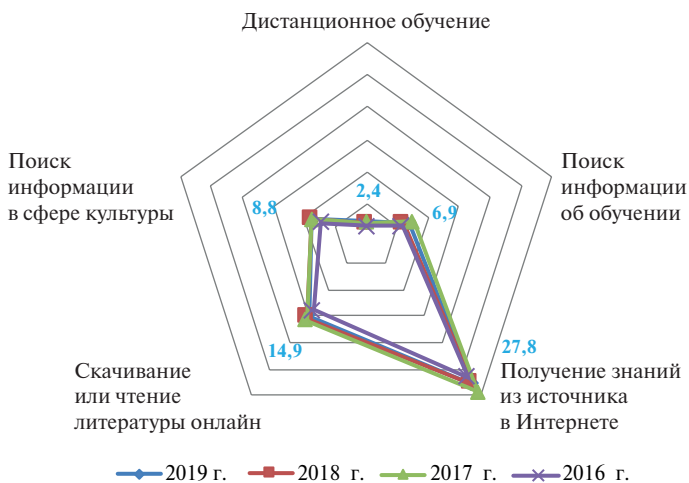 Дистанционное обучение
Поиск
информации
в сфере культуры
8,8
2,4
6,9
Поиск
информации
об обучении
Скачивание
или чтение
литературы онлайн
14,9
27,8
Получение знаний
из источника
в Интернете
2019 г.
2018 г.
2017 г.
2016 г.